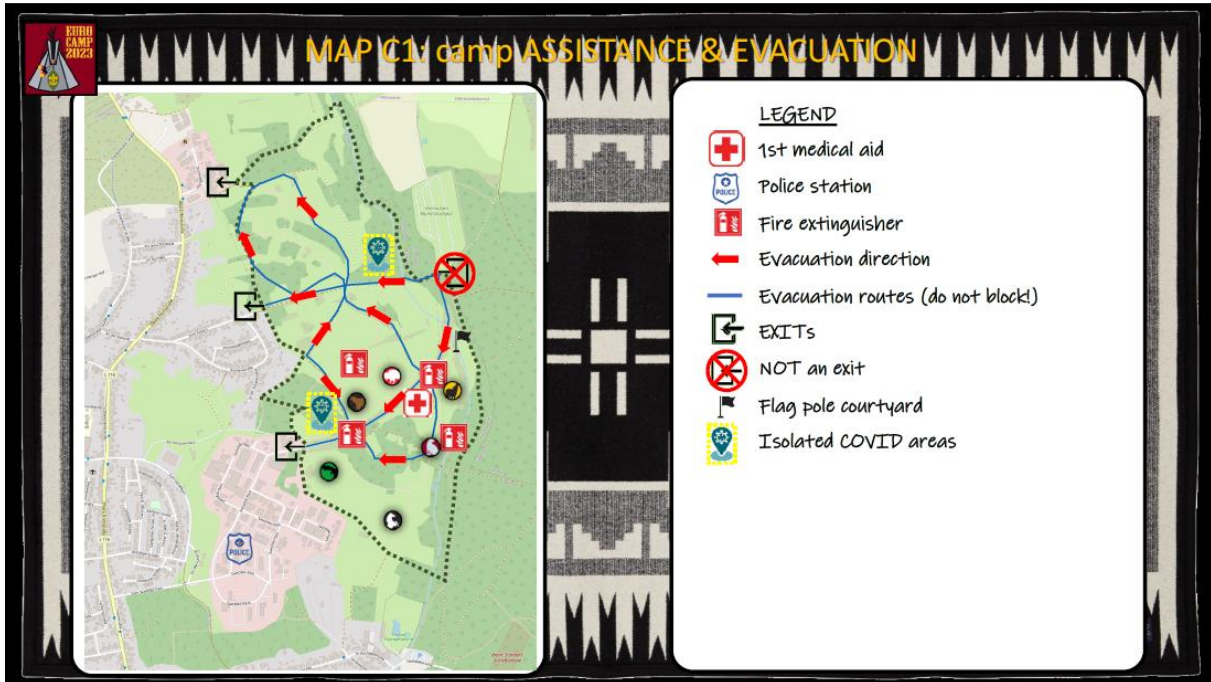 EURO
CAMP
2023
MAP C1: camp ASSISTANCE & EVACUATION
POLICE
LEGEND
1st medical aid
POLICE
Police station
Fire extinguisher
Evacuation direction
Evacuation routes (do not block!)
EXITs
NOT an exit
Flag pole courtyard
Isolated COVID areas